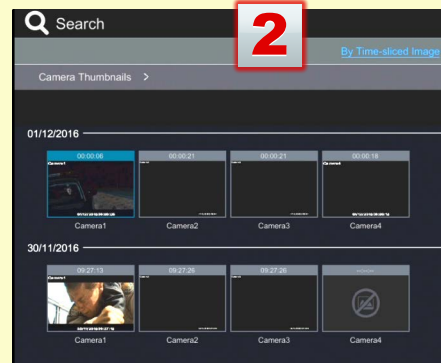 Search
2
By Time-sliced Image
Camera Thumbnails >
01/12/2016
00:00:06 00:00:21 00:00:21 00:00:18
Camera1 Camera2 Camera3 Camera4
30/11/2016
09:27:13 09:27:26 09:27:26 --:--:--
Camera1 Camera2 Camera3 Camera4